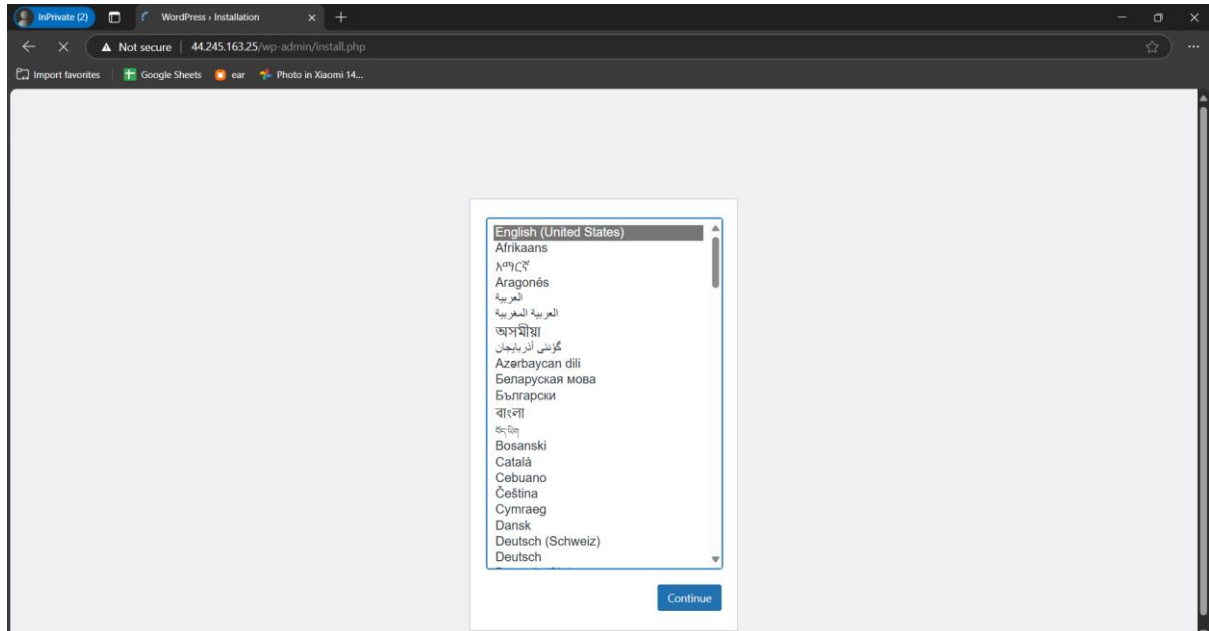 InPrivate (2)
WordPress › Installation
Not secure
44.245.163.25/wp-admin/install.php
Import favorites
Google Sheets
ear
Photo in Xiaomi 14...
English (United States)
Afrikaans
አማርኛ
Aragonés
العربية
العربية المغربية
অসমীয়া
گؤنئی آذربایجان
Azərbaycan dili
Беларуская мова
Български
বাংলা
བོད་ཡིག
Bosanski
Català
Cebuano
Čeština
Cymraeg
Dansk
Deutsch (Schweiz)
Deutsch
Continue